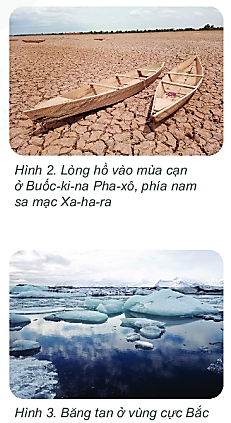 Hình 2. Lòng hồ vào mùa cạn
ở Buốc-ki-na Pha-xô, phía nam
sa mạc Xa-ha-ra
Hình 3. Băng tan ở vùng cực Bắc